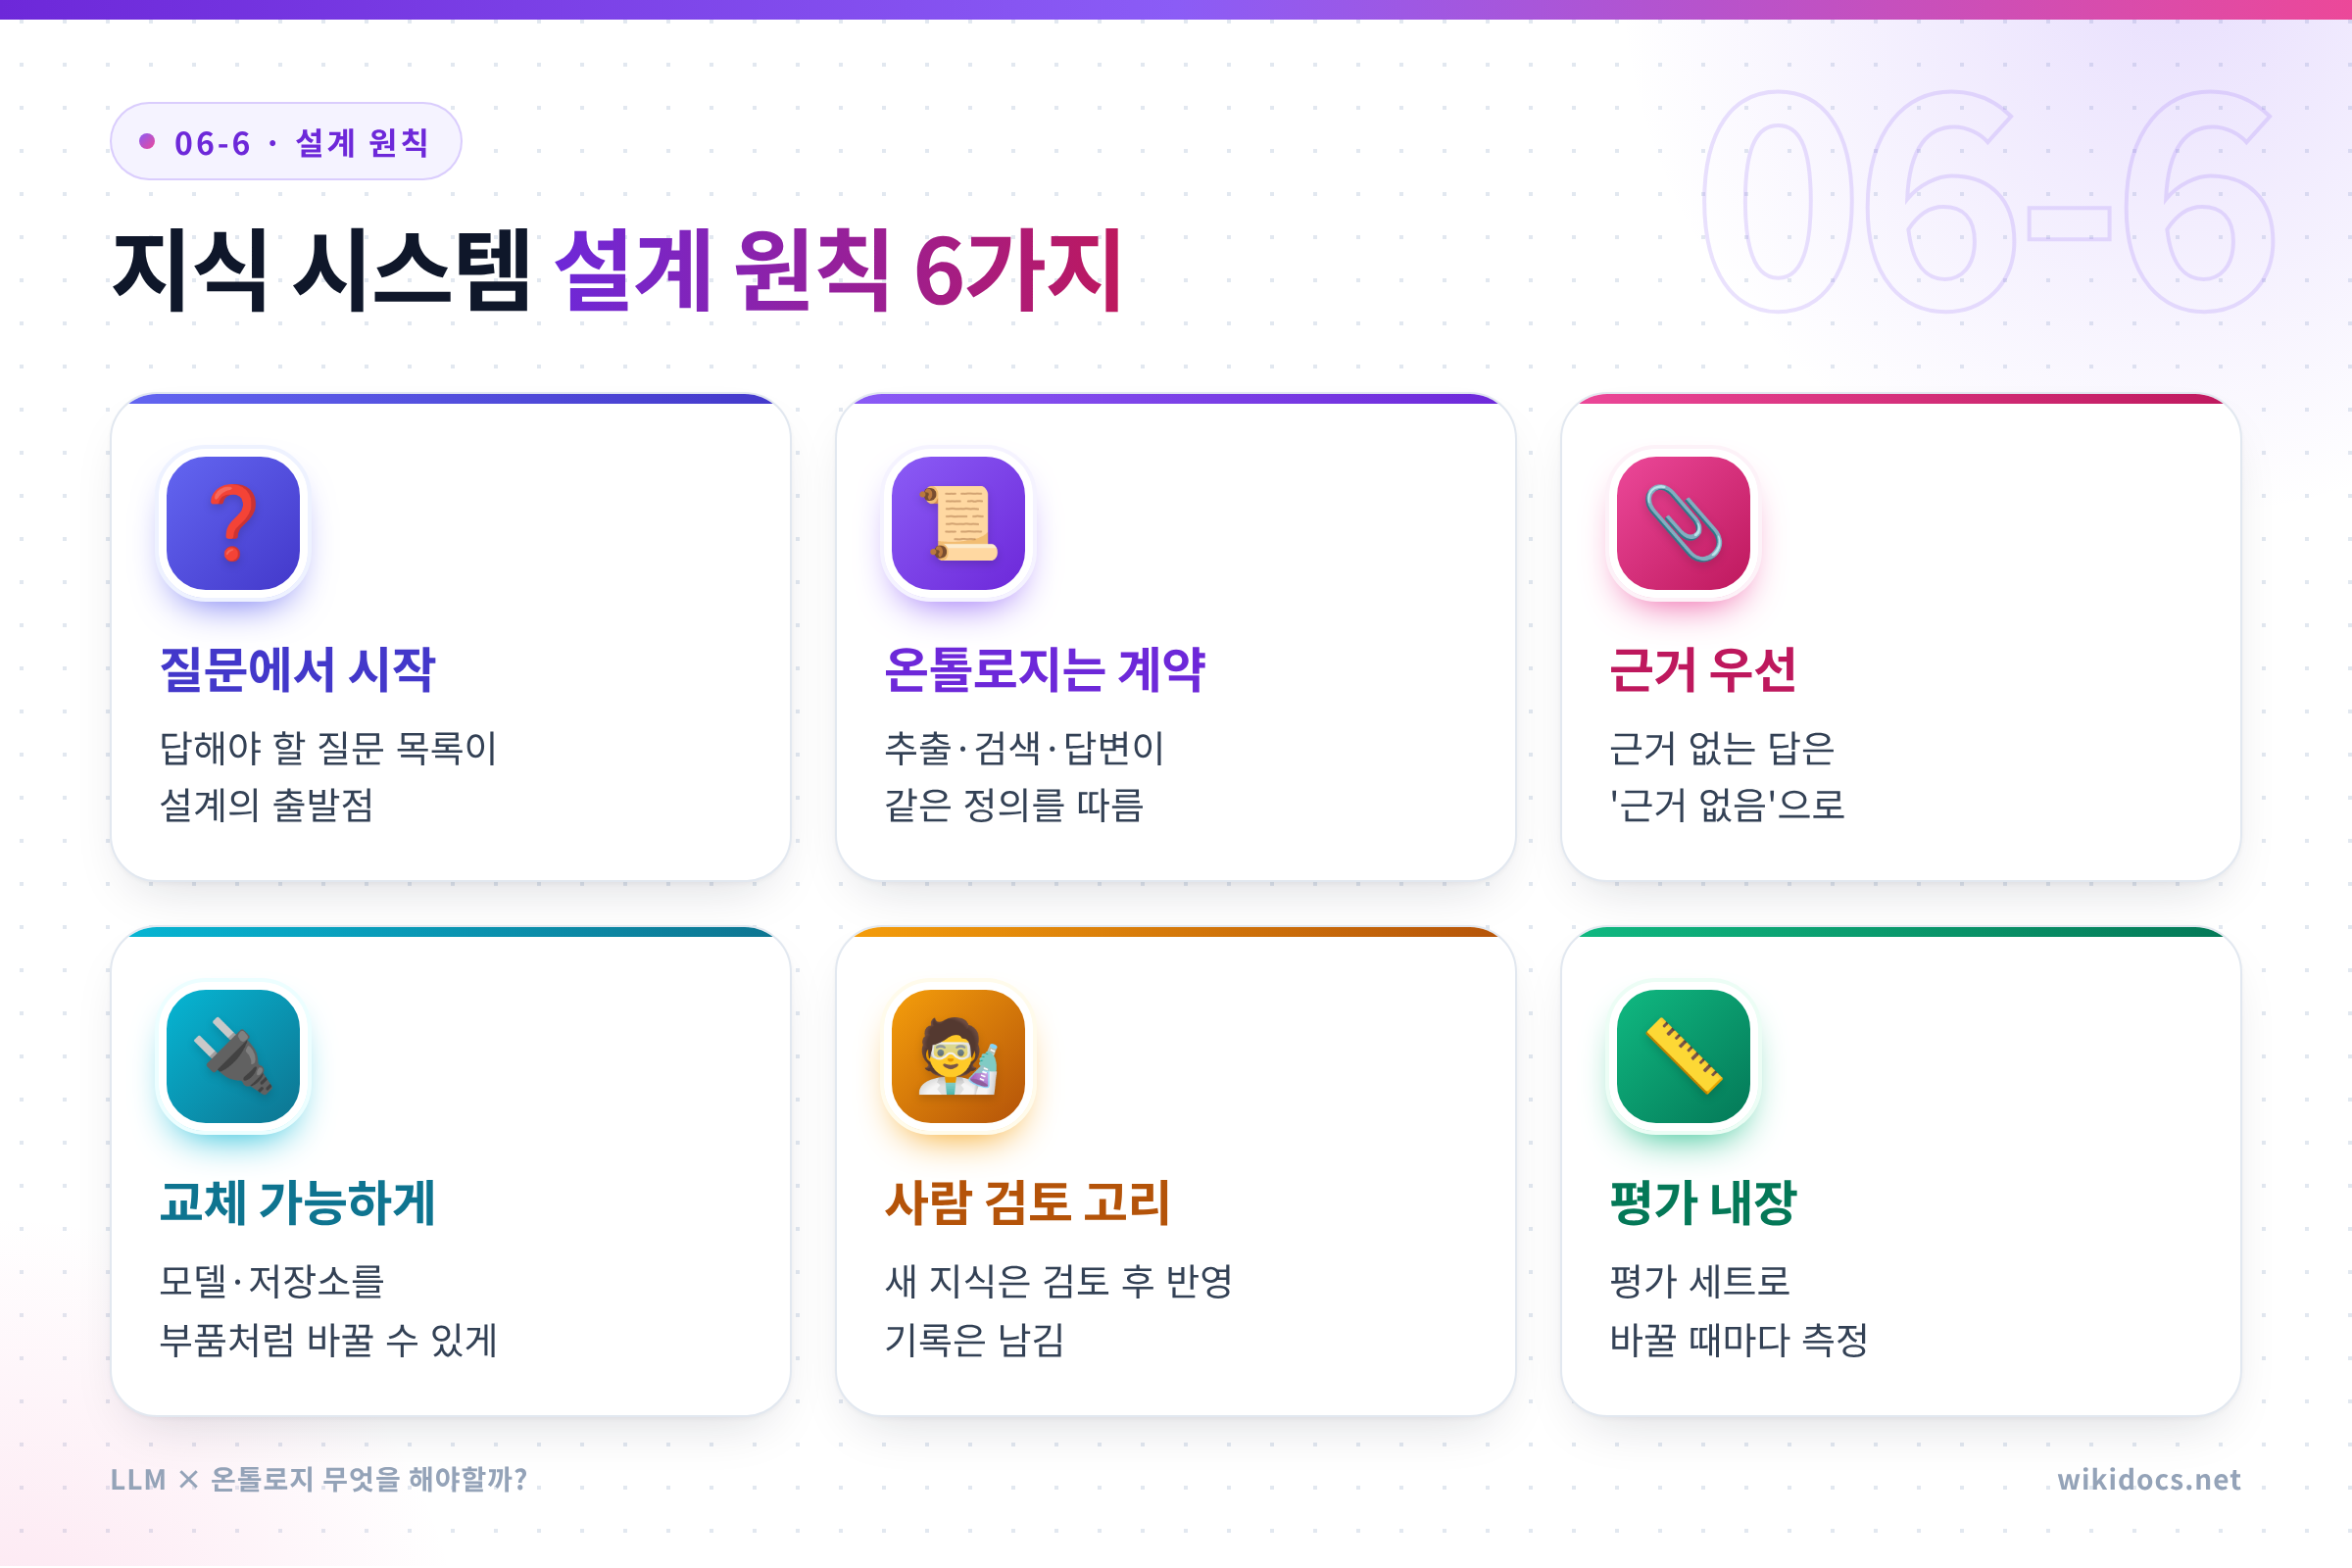 06-6 · 설계 원칙
06-6
지식 시스템 설계 원칙 6가지
질문에서 시작
답해야 할 질문 목록이
설계의 출발점
온톨로지는 계약
추출·검색·답변이
같은 정의를 따름
근거 우선
근거 없는 답은
'근거 없음'으로
교체 가능하게
모델·저장소를
부품처럼 바꿀 수 있게
사람 검토 고리
새 지식은 검토 후 반영
기록은 남김
평가 내장
평가 세트로
바꿀 때마다 측정
LLM × 온톨로지 무엇을 해야할까?
wikidocs.net